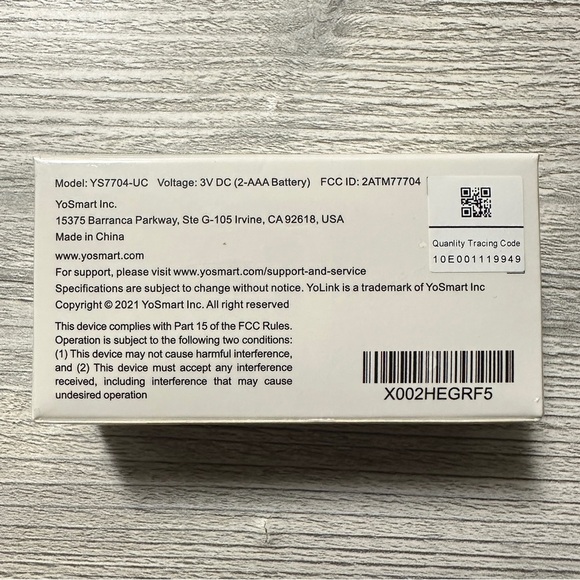 Model: YS7704-UC Voltage: 3V DC (2-AAA Battery) FCC ID: 2ATM77704
YoSmart Inc.
15375 Barranca Parkway, Ste G-105 Irvine, CA 92618, USA
Made in China
www.yosmart.com
For support, please visit www.yosmart.com/support-and-service
Specifications are subject to change without notice. YoLink is a trademark of YoSmart Inc
Copyright © 2021 YoSmart Inc. All right reserved
This device complies with Part 15 of the FCC Rules.
Operation is subject to the following two conditions:
(1) This device may not cause harmful interference,
and (2) This device must accept any interference
received, including interference that may cause
undesired operation
Quanlity Tracing Code
10E001119949
X002HEGRF5